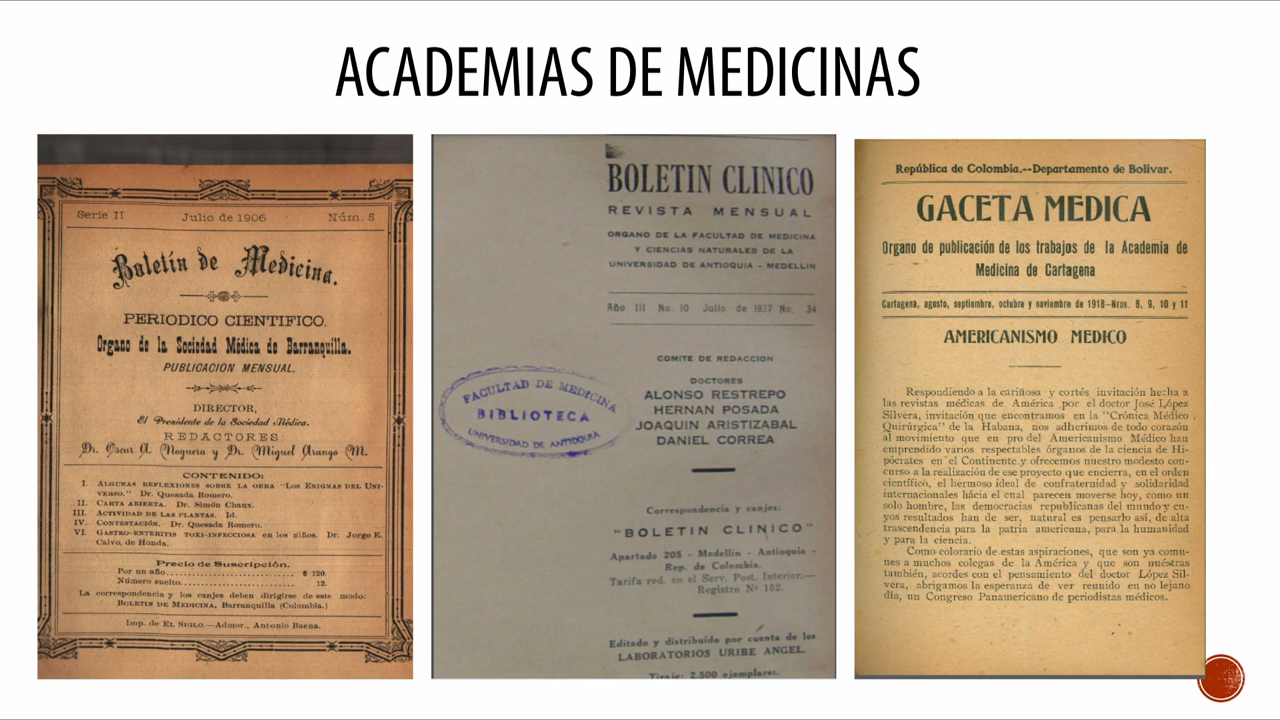 ACADEMIAS DE MEDICINAS
Serie II Julio de 1906 Núm. 5
Boletín de Medicina.
PERIODICO CIENTIFICO.
Organo de la Sociedad Médica de Barranquilla.
PUBLICACION MENSUAL.
DIRECTOR,
El Presidente de la Sociedad Médica.
REDACTORES:
Dr. Oscar A. Noguera y Dr. Miguel Arango M.
CONTENIDO:
I. ALGUNAS REFLEXIONES SOBRE LA OBRA "LOS ENIGMAS DEL UNI-
VERSO." Dr. Quesada Romero.
II. CARTA ABIERTA. Dr. Simón Chaux.
III. ACTIVIDAD DE LAS PLANTAS. Id.
IV. CONTESTACIÓN. Dr. Quesada Romero.
VI. GASTRO-ENTERITIS TOXI-INFECCIOSA en los niños. Dr. Jorge E.
Calvo, de Honda.
Precio de Suscripción.
Por un año........................ $ 120.
Número suelto........................ 12.
La correspondencia y los canjes deben dirigirse de este modo:
BOLETIN DE MEDICINA, Barranquilla (Colombia.)
Imp. de EL SIGLO.—Admor., Antonio Baena.
BOLETIN CLINICO
REVISTA MENSUAL
ORGANO DE LA FACULTAD DE MEDICINA
Y CIENCIAS NATURALES DE LA
UNIVERSIDAD DE ANTIOQUIA - MEDELLIN
Año III No. 10 Julio de 1937 No. 34
COMITE DE REDACCION
DOCTORES
ALONSO RESTREPO
HERNAN POSADA
JOAQUIN ARISTIZABAL
DANIEL CORREA
FACULTAD DE MEDICINA
BIBLIOTECA
UNIVERSIDAD DE ANTIOQUIA
Correspondencia y canjes:
"BOLETIN CLINICO"
Apartado 205 - Medellín - Antioquia -
Rep. de Colombia.
Tarifa red. en el Serv. Post. Interior.—
Registro Nº 152.
Editado y distribuído por cuenta de los
LABORATORIOS URIBE ANGEL.
Tiraje: 2.500 ejemplares.
República de Colombia.--Departamento de Bolívar.
GACETA MEDICA
Organo de publicación de los trabajos de la Academia de
Medicina de Cartagena
Cartagena, agosto, septiembre, octubre y noviembre de 1918—Nros. 8, 9, 10 y 11
AMERICANISMO MEDICO
Respondiendo a la cariñosa y cortés invitación hecha a
las revistas médicas de América por el doctor José López
Silvera, invitación que encontramos en la "Crónica Médico
Quirúrgica" de la Habana, nos adherimos de todo corazón
al movimiento que en pro del Americanismo Médico han
emprendido varios respectables órganos de la ciencia de Hi-
pócrates en el Continente y ofrecemos nuestro modesto con-
curso a la realización de ese proyecto que encierra, en el orden
científico, el hermoso ideal de confraternidad y solidaridad
internacionales hácia el cual parecen moverse hoy, como un
solo hombre, las democracias republicanas del mundo y cu-
yos resultados han de ser, natural es pensarlo así, de alta
trascendencia para la patria americana, para la humanidad
y para la ciencia.
Como colorario de estas aspiraciones, que son ya comu-
nes a muchos colegas de la América y que son nuéstras
también, acordes con el pensamiento del doctor López Sil-
vera, abrigamos la esperanza de ver reunido en no lejano
día, un Congreso Panamericano de periodistas médicos.